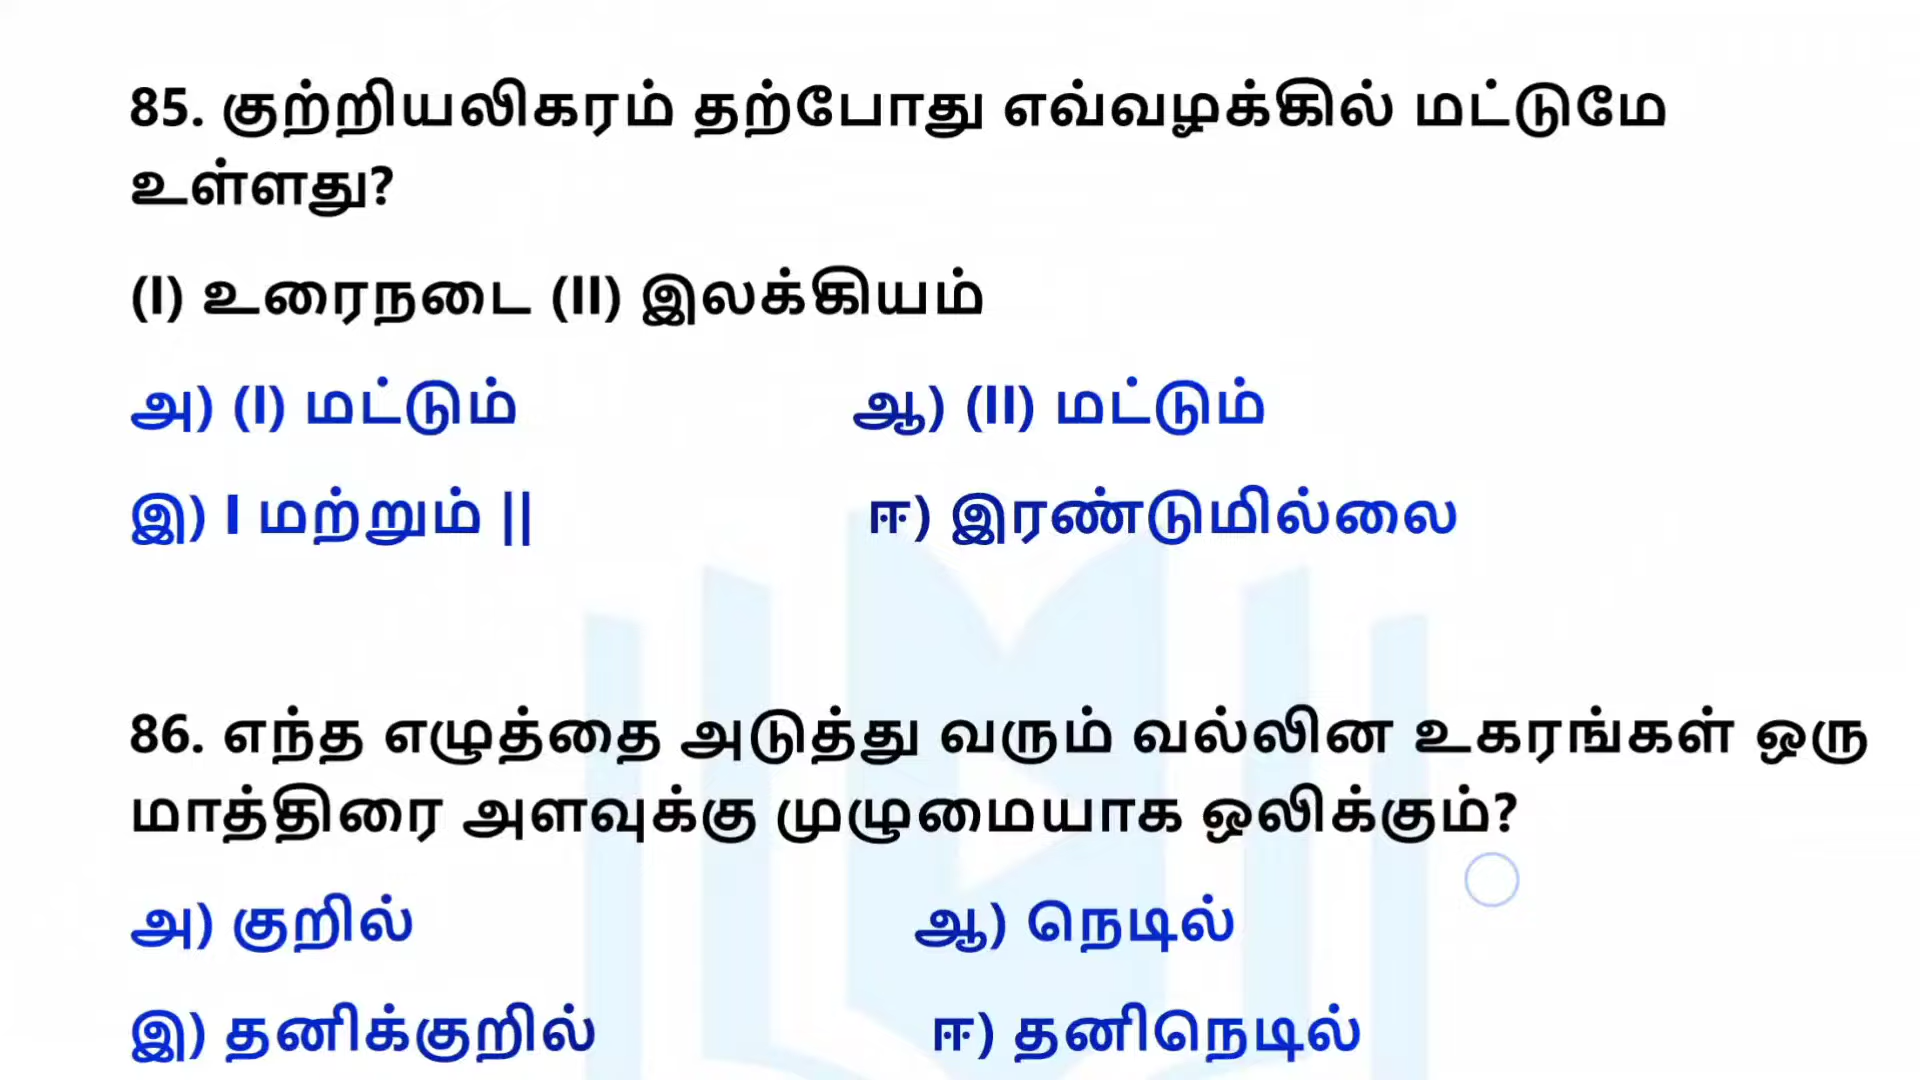 85. குற்றியலிகரம் தற்போது எவ்வழக்கில் மட்டுமே
உள்ளது?
(I) உரைநடை (II) இலக்கியம்
அ) (I) மட்டும் ஆ) (II) மட்டும்
இ) I மற்றும் || ஈ) இரண்டுமில்லை
86. எந்த எழுத்தை அடுத்து வரும் வல்லின உகரங்கள் ஒரு
மாத்திரை அளவுக்கு முழுமையாக ஒலிக்கும்?
அ) குறில் ஆ) நெடில்
இ) தனிக்குறில் ஈ) தனிநெடில்